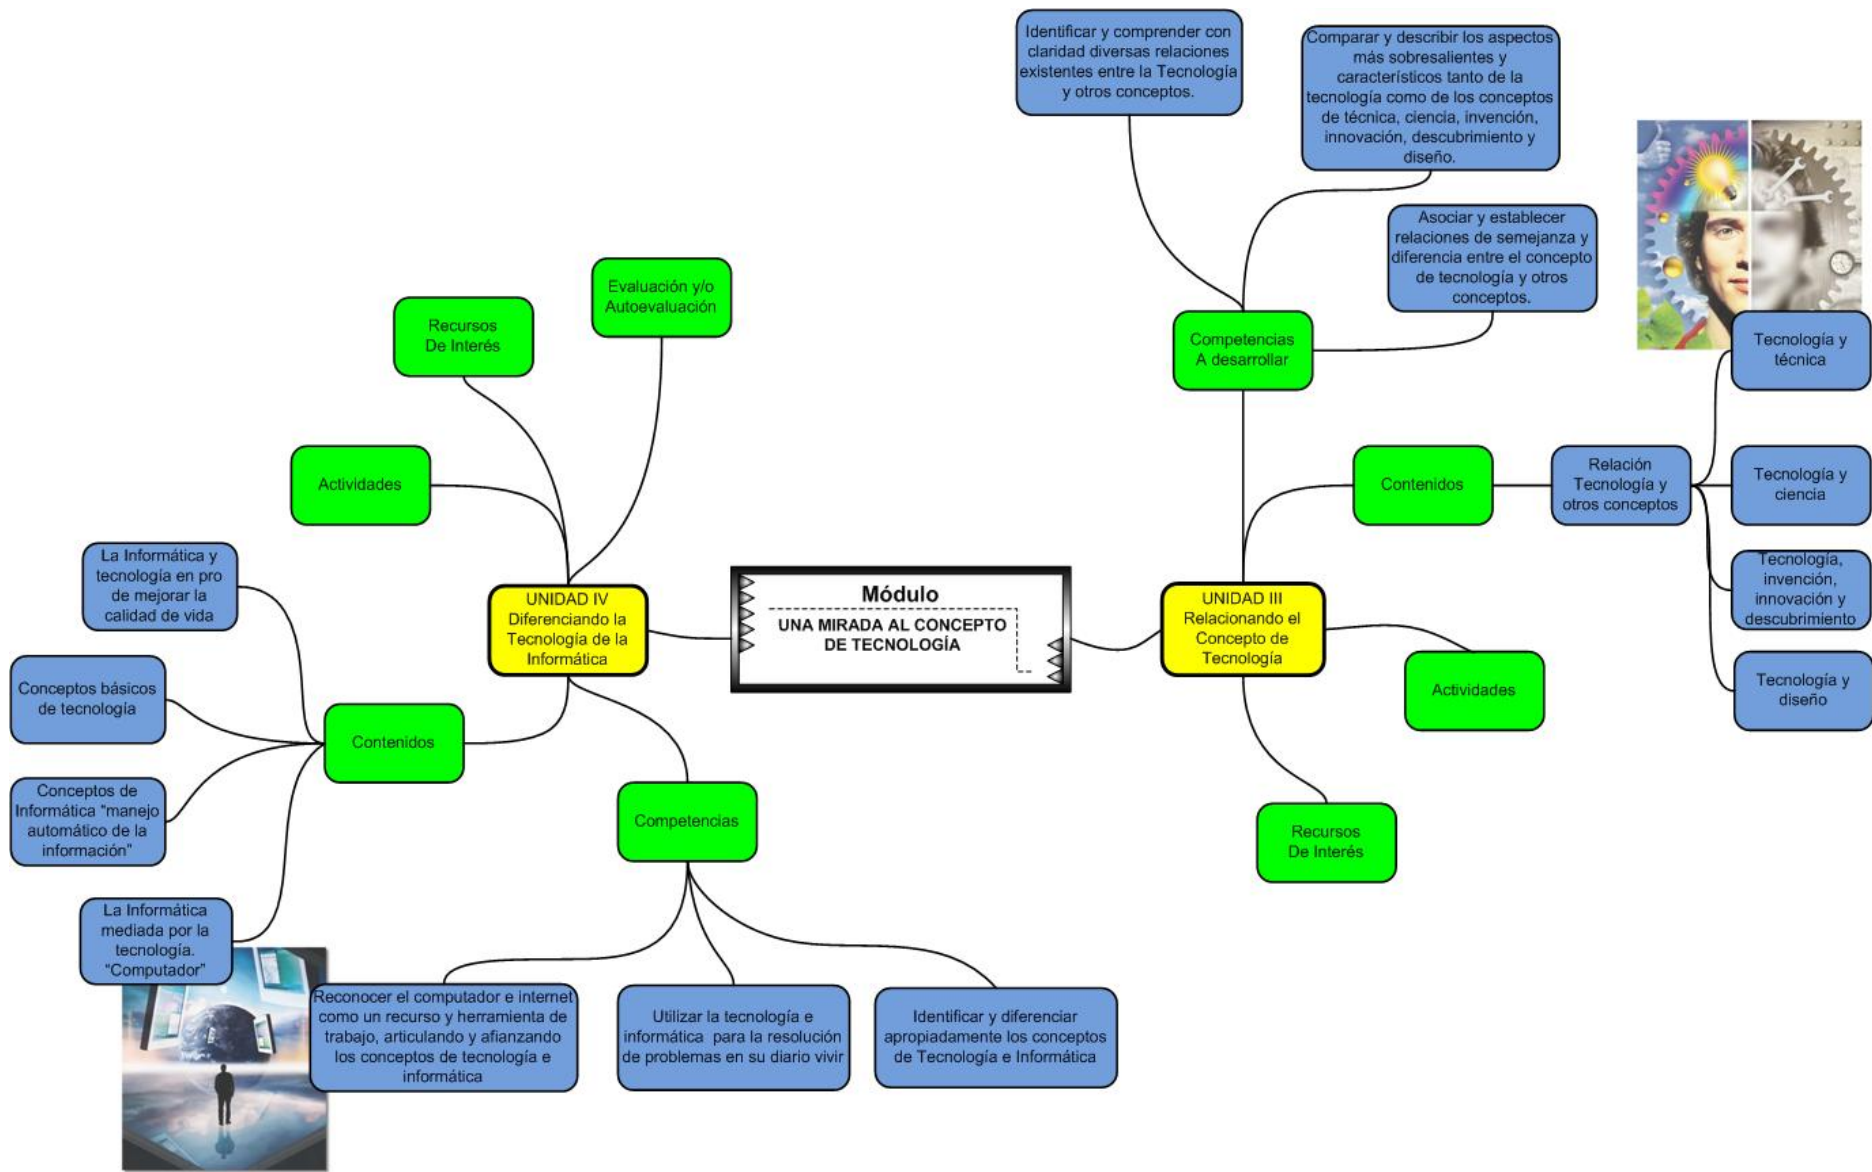 Identificar y comprender con
claridad diversas relaciones
existentes entre la Tecnología
y otros conceptos.
Comparar y describir los aspectos
más sobresalientes y
característicos tanto de la
tecnología como de los conceptos
de técnica, ciencia, invención,
innovación, descubrimiento y
diseño.
Asociar y establecer
relaciones de semejanza y
diferencia entre el concepto
de tecnología y otros
conceptos.
Evaluación y/o
Autoevaluación
Recursos
De Interés
Competencias
A desarrollar
Tecnología y
técnica
Actividades
Contenidos
Relación
Tecnología y
otros conceptos
Tecnología y
ciencia
La Informática y
tecnología en pro
de mejorar la
calidad de vida
UNIDAD IV
Diferenciando la
Tecnología de la
Informática
Módulo
UNA MIRADA AL CONCEPTO
DE TECNOLOGÍA
UNIDAD III
Relacionando el
Concepto de
Tecnología
Tecnología,
invención,
innovación y
descubrimiento
Conceptos básicos
de tecnología
Contenidos
Actividades
Tecnología y
diseño
Conceptos de
Informática "manejo
automático de la
información"
Competencias
Recursos
De Interés
La Informática
mediada por la
tecnología.
"Computador"
Reconocer el computador e internet
como un recurso y herramienta de
trabajo, articulando y afianzando
los conceptos de tecnología e
informática
Utilizar la tecnología e
informática  para la resolución
de problemas en su diario vivir
Identificar y diferenciar
apropiadamente los conceptos
de Tecnología e Informática